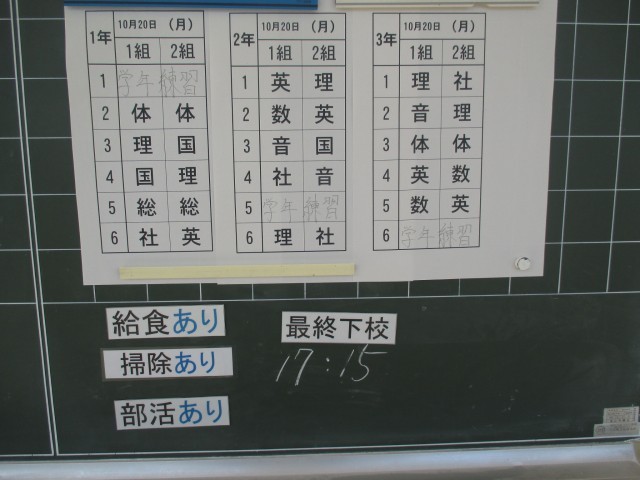 1年 10月20日 （月）
1組 2組
1 学年練習
2 体 体
3 理 国
4 国 理
5 総 総
6 社 英
2年 10月20日 （月）
1組 2組
1 英 理
2 数 英
3 音 国
4 社 音
5 学年練習
6 理 社
3年 10月20日 （月）
1組 2組
1 理 社
2 音 理
3 体 体
4 英 数
5 数 英
6 学年練習
給食あり
掃除あり
部活あり
最終下校
17:15